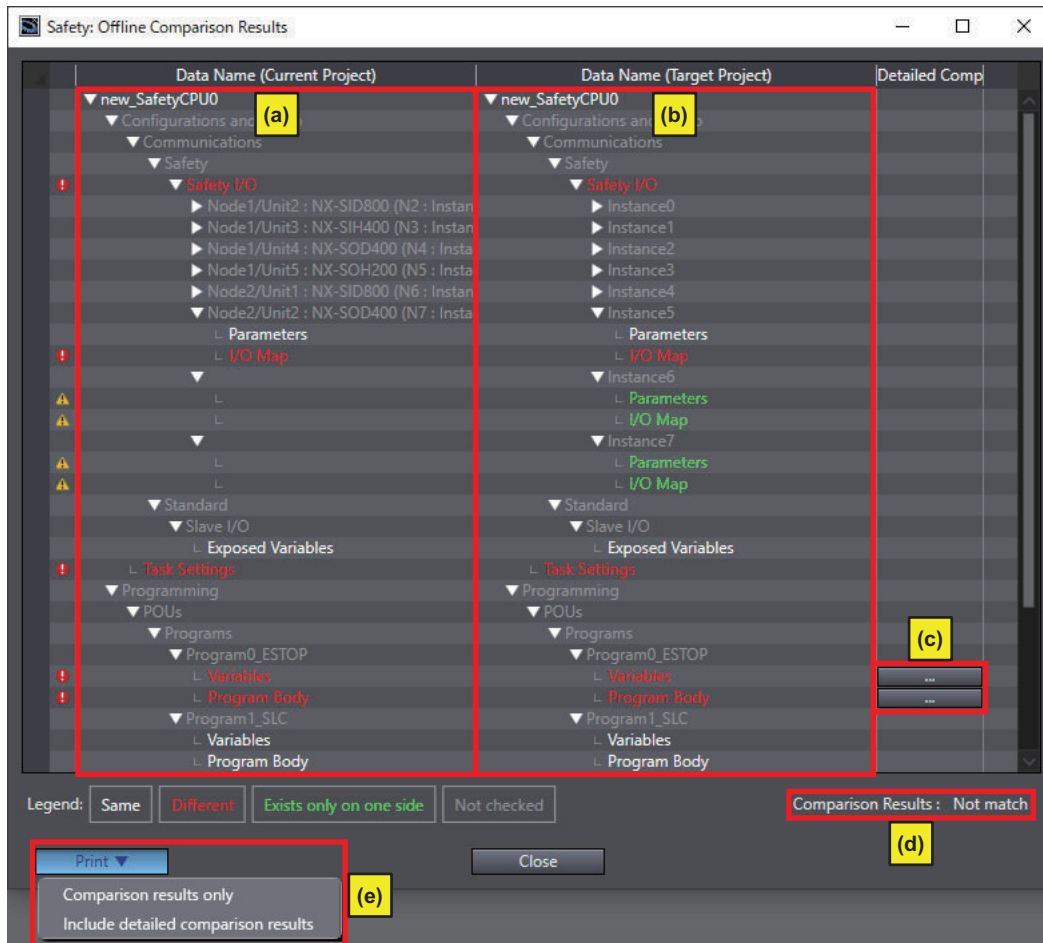 Safety: Offline Comparison Results
Data Name (Current Project) Data Name (Target Project) Detailed Comp
new_SafetyCPU0 (a) new_SafetyCPU0 (b)
Configurations and Configurations and
Communications Communications
Safety Safety
Safety I/O Safety I/O
Node1/Unit2 : NX-SID800 (N2 : Instan Instance0
Node1/Unit3 : NX-SIH400 (N3 : Instan Instance1
Node1/Unit4 : NX-SOD400 (N4 : Insta Instance2
Node1/Unit5 : NX-SOH200 (N5 : Insta Instance3
Node2/Unit1 : NX-SID800 (N6 : Instan Instance4
Node2/Unit2 : NX-SOD400 (N7 : Insta Instance5
Parameters Parameters
I/O Map I/O Map
Instance6
Parameters
I/O Map
Instance7
Parameters
I/O Map
Standard Standard
Slave I/O Slave I/O
Exposed Variables Exposed Variables
Task Settings Task Settings
Programming Programming
POUs POUs
Programs Programs (c)
Program0_ESTOP Program0_ESTOP
Variables Variables ...
Program Body Program Body ...
Program1_SLC Program1_SLC
Variables Variables
Program Body Program Body
Legend: Same Different Exists only on one side Not checked Comparison Results : Not match
(d)
Print ▼ Close
Comparison results only
(e)
Include detailed comparison results